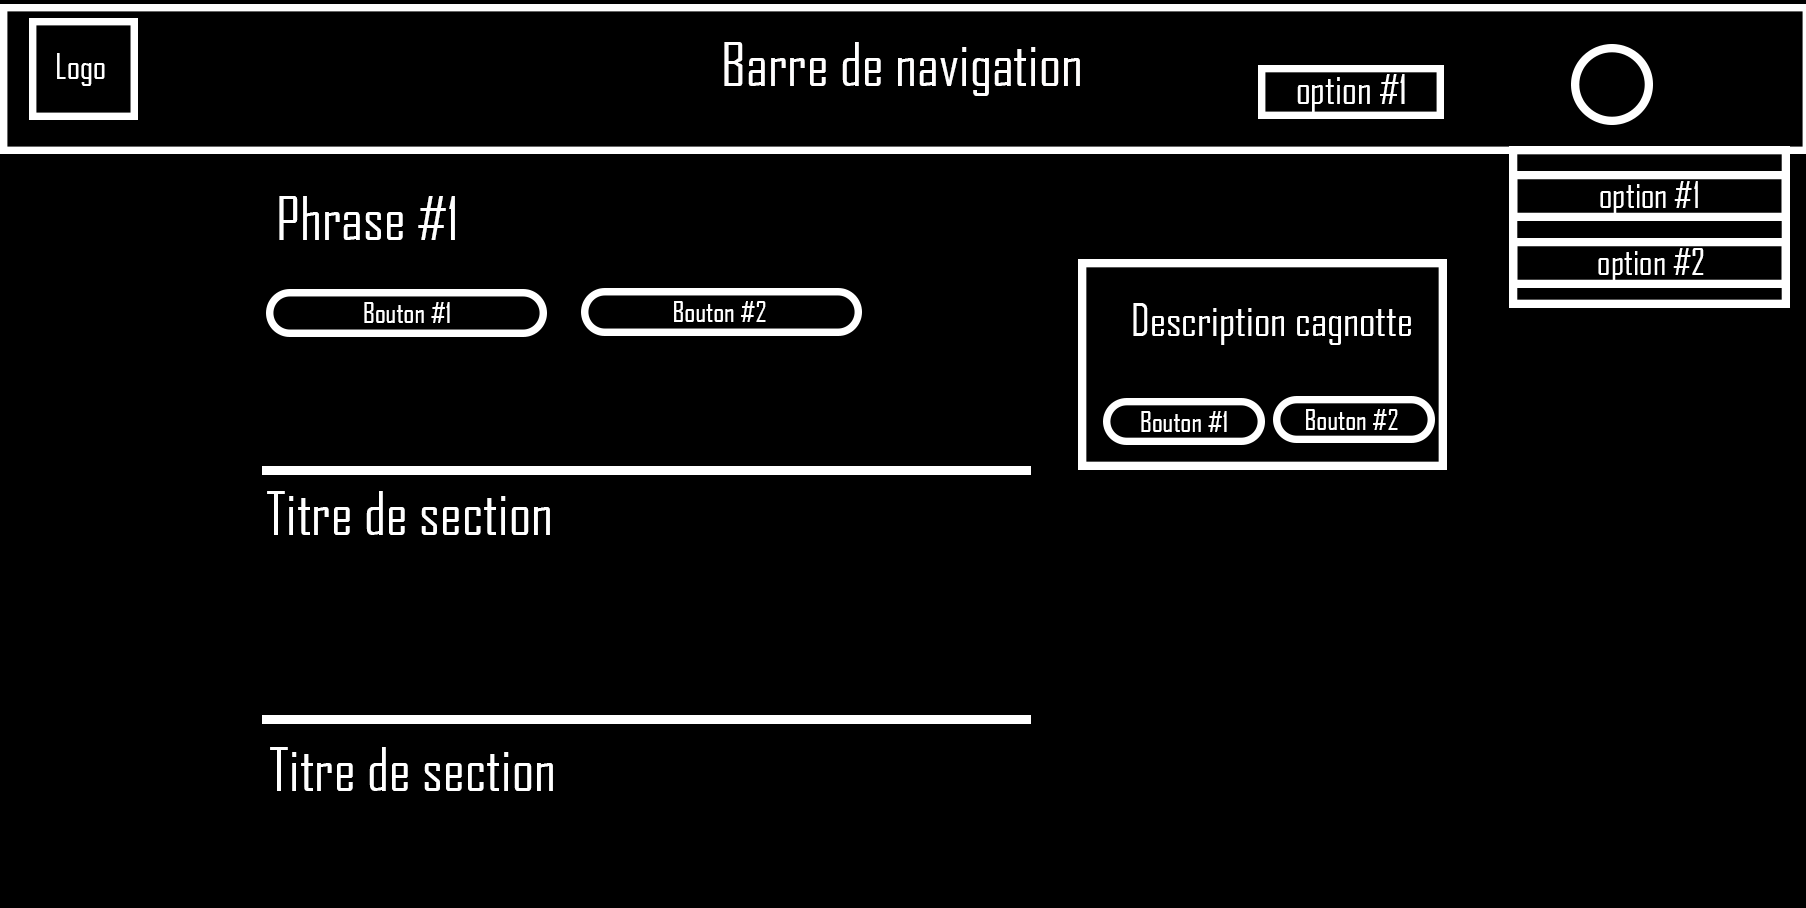 Logo
Barre de navigation
option #1
option #1
option #2
Phrase #1
Bouton #1
Bouton #2
Description cagnotte
Bouton #1
Bouton #2
Titre de section
Titre de section